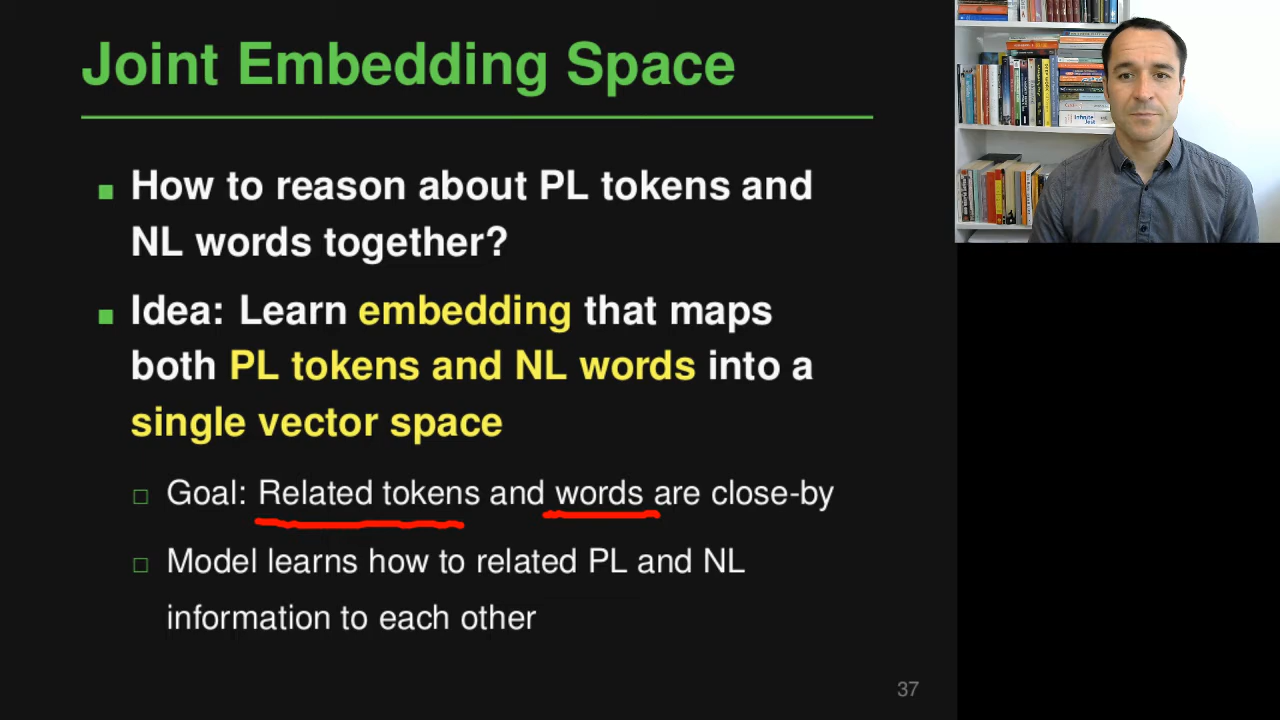 Joint Embedding Space
How to reason about PL tokens and
NL words together?
Idea: Learn embedding that maps
both PL tokens and NL words into a
single vector space
Goal: Related tokens and words are close-by
Model learns how to related PL and NL
information to each other
37
Infinite
Jest